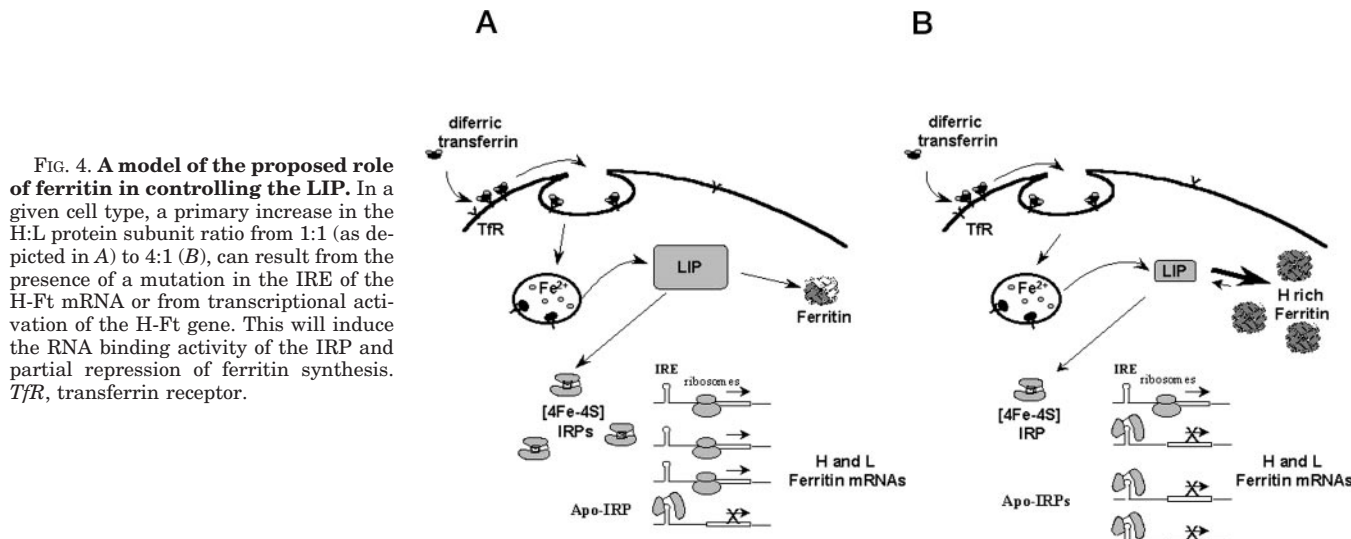 FIG. 4. A model of the proposed role
of ferritin in controlling the LIP. In a
given cell type, a primary increase in the
H:L protein subunit ratio from 1:1 (as de-
picted in A) to 4:1 (B), can result from the
presence of a mutation in the IRE of the
H-Ft mRNA or from transcriptional acti-
vation of the H-Ft gene. This will induce
the RNA binding activity of the IRP and
partial repression of ferritin synthesis.
TfR, transferrin receptor.
A
diferric
transferrin
TfR
LIP
Fe2+
Ferritin
IRE
ribosomes
[4Fe-4S]
IRPs
H and L
Ferritin mRNAs
Apo-IRP
X
B
diferric
transferrin
TfR
LIP
Fe2+
H rich
Ferritin
IRE
ribosomes
[4Fe-4S]
IRP
X
H and L
Ferritin mRNAs
Apo-IRPs
X
X